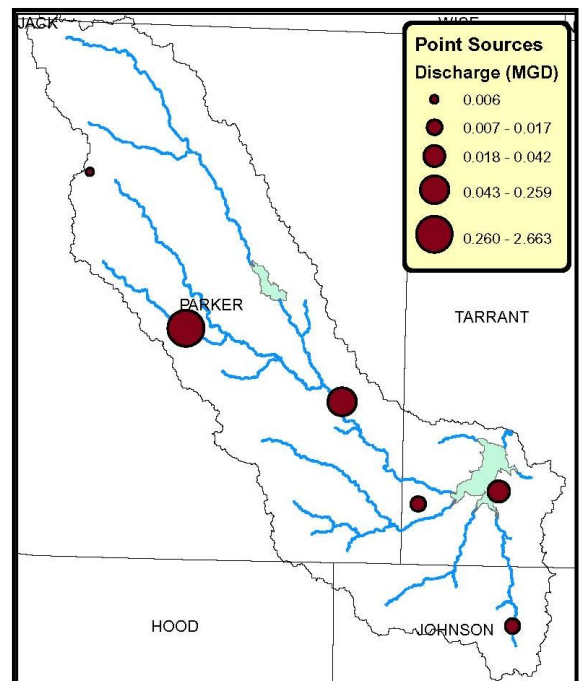 JACK
WISE
Point Sources
Discharge (MGD)
0.006
0.007 - 0.017
0.018 - 0.042
0.043 - 0.259
0.260 - 2.663
PARKER
TARRANT
HOOD
JOHNSON